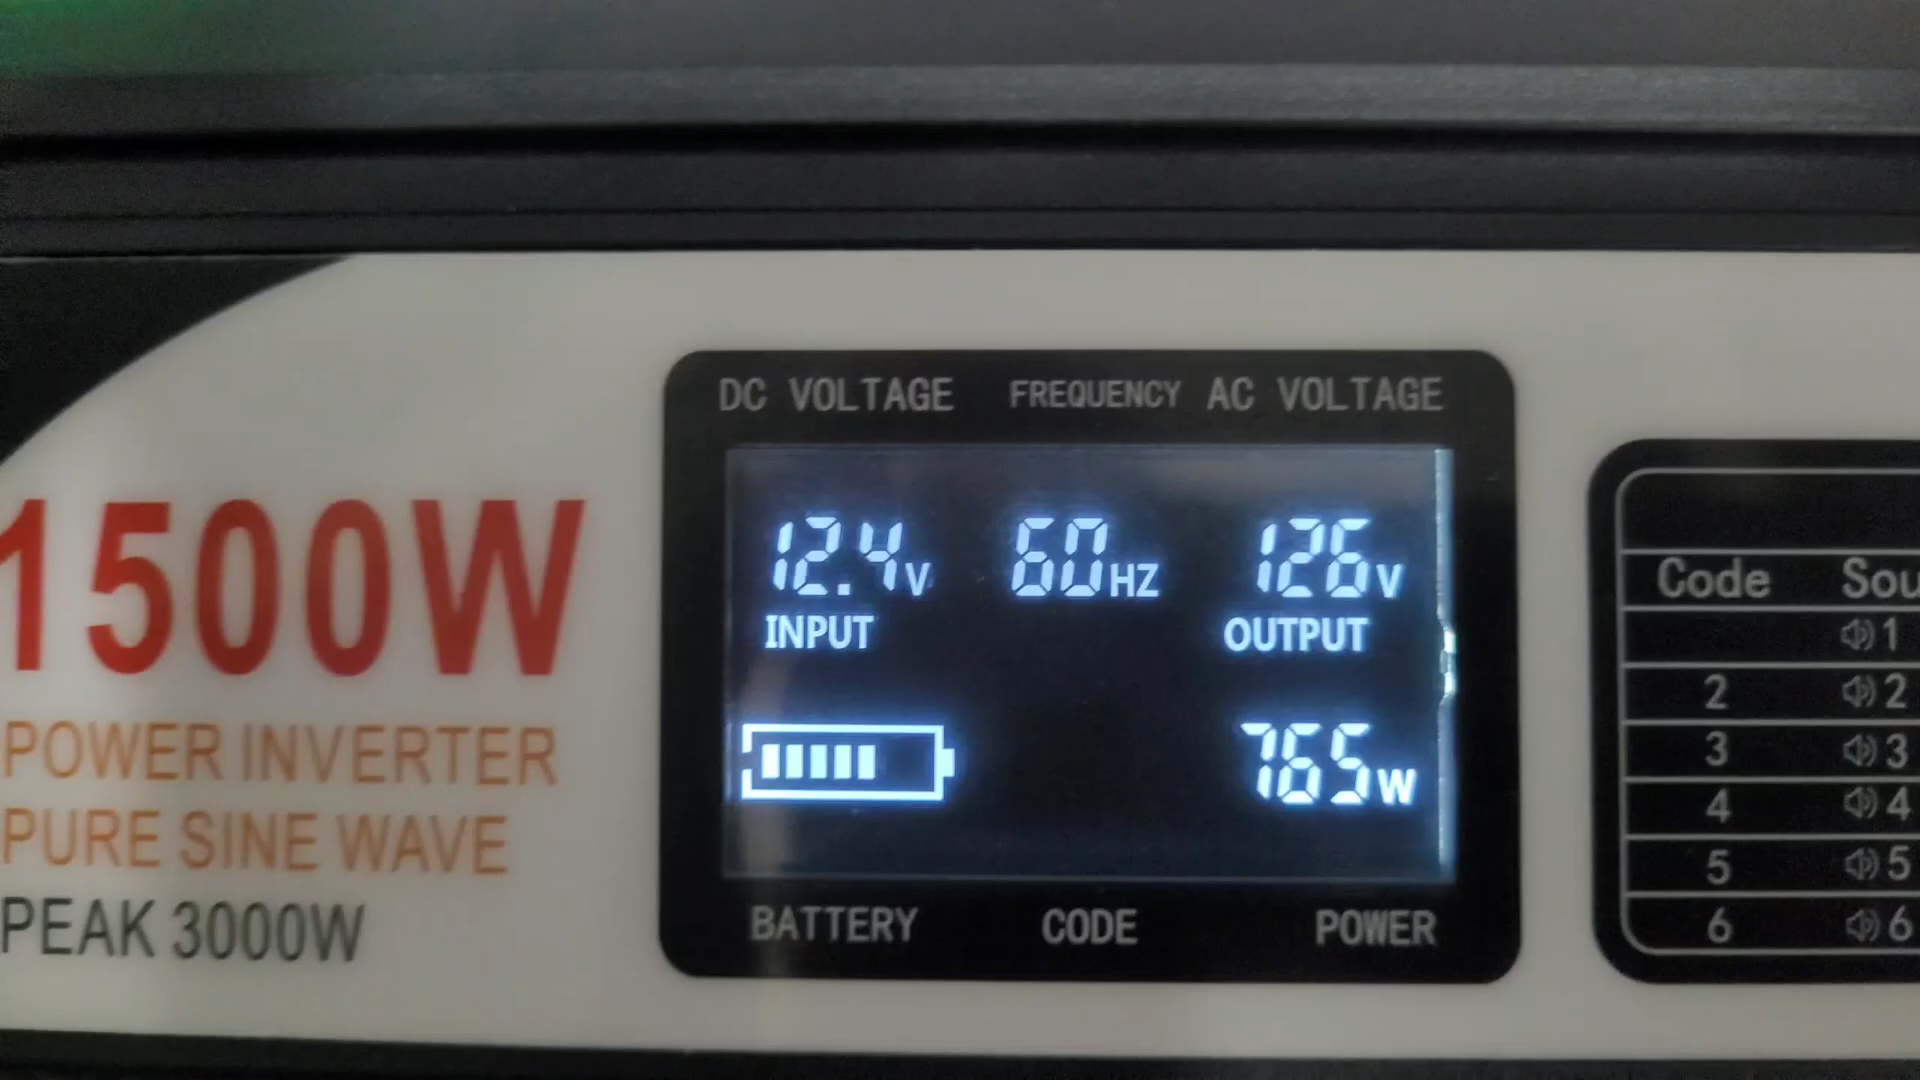 1500W
POWER INVERTER
PURE SINE WAVE
PEAK 3000W
DC VOLTAGE FREQUENCY AC VOLTAGE
12.4V 60HZ 126V
INPUT OUTPUT
765W
BATTERY CODE POWER
Code
1
2 2
3 3
4 4
5 5
6 6